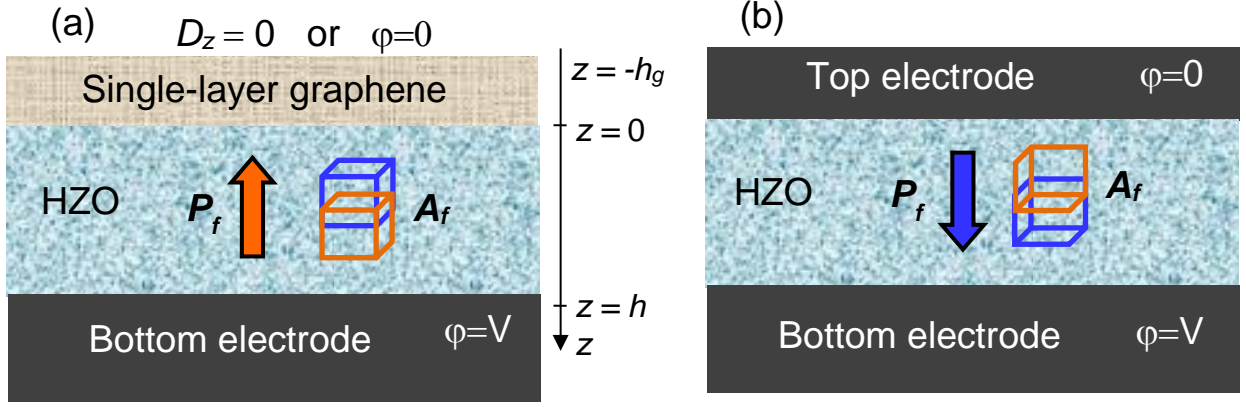 (a)
D_z = 0 or φ=0
Single-layer graphene
HZO
P_f
A_f
Bottom electrode φ=V
z = -h_g
z = 0
z = h
z
(b)
Top electrode φ=0
HZO
P_f
A_f
Bottom electrode φ=V